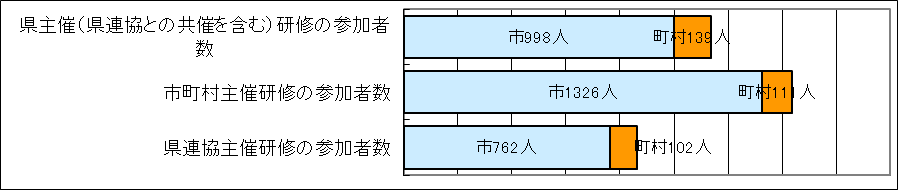 県主催(県連協との共催を含む)研修の参加者
数
市998人
町村139人
市町村主催研修の参加者数
市1326人
町村111人
県連協主催研修の参加者数
市762人
町村102人